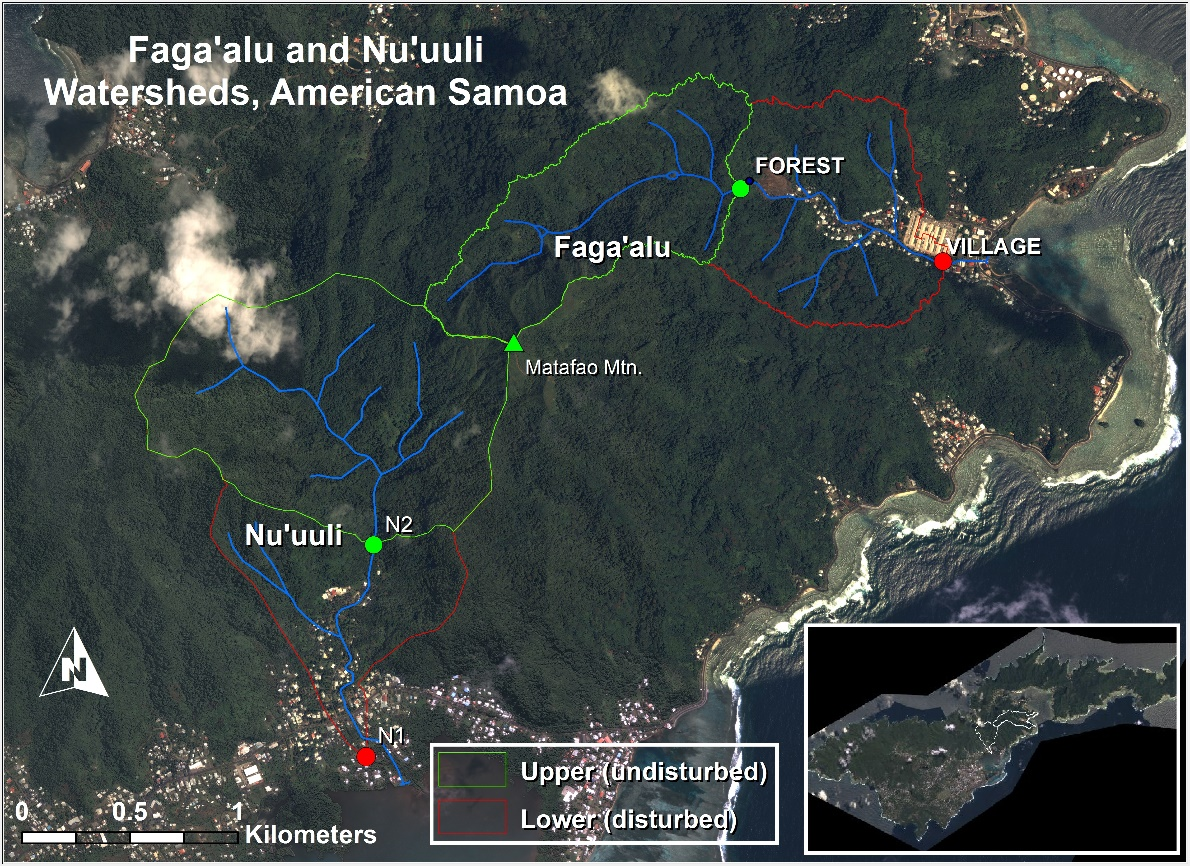 Faga'alu and Nu'uuli
Watersheds, American Samoa
FOREST
Faga'alu
VILLAGE
Matafao Mtn.
N2
Nu'uuli
N
N1
Upper (undisturbed)
Lower (disturbed)
0 0.5 1
Kilometers